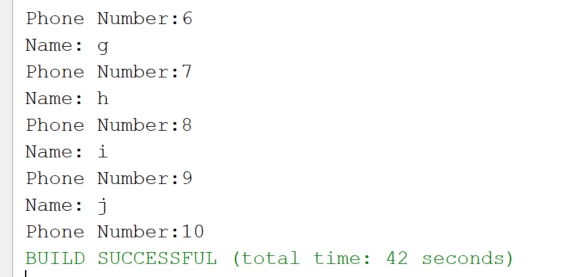 Phone Number:6
Name: g
Phone Number:7
Name: h
Phone Number:8
Name: i
Phone Number:9
Name: j
Phone Number:10
BUILD SUCCESSFUL (total time: 42 seconds)